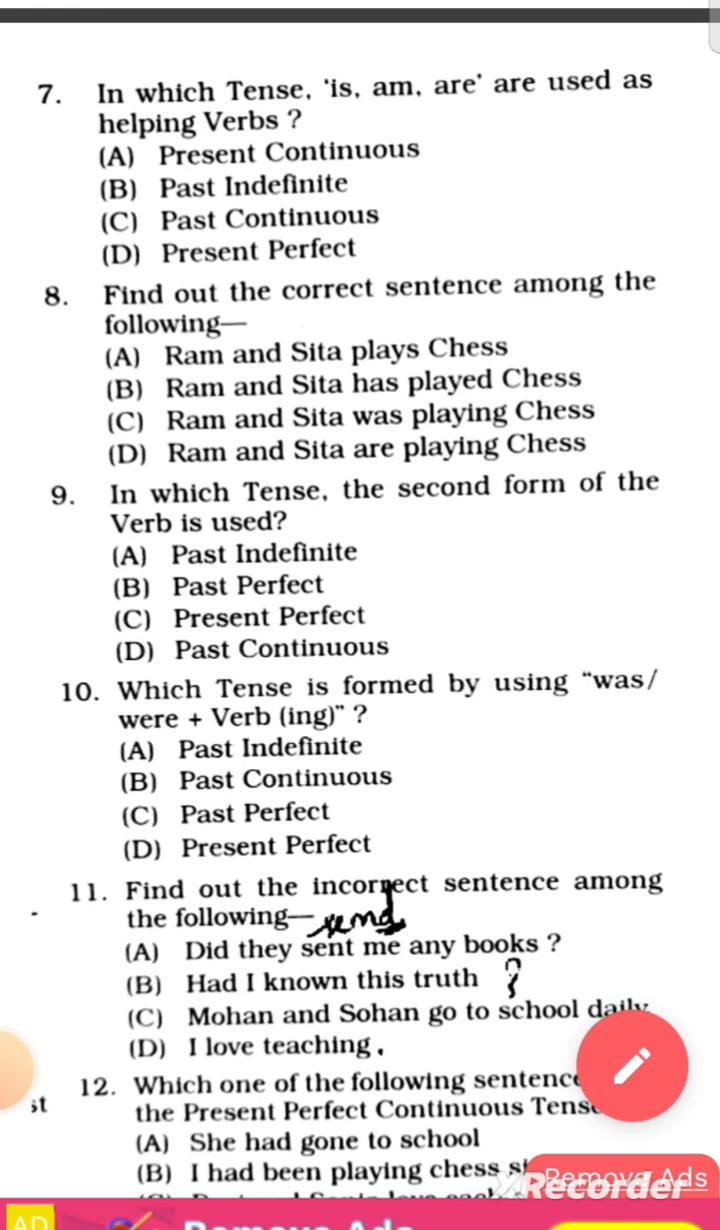 7. In which Tense, 'is, am, are' are used as
helping Verbs ?
(A) Present Continuous
(B) Past Indefinite
(C) Past Continuous
(D) Present Perfect
8. Find out the correct sentence among the
following—
(A) Ram and Sita plays Chess
(B) Ram and Sita has played Chess
(C) Ram and Sita was playing Chess
(D) Ram and Sita are playing Chess
9. In which Tense, the second form of the
Verb is used?
(A) Past Indefinite
(B) Past Perfect
(C) Present Perfect
(D) Past Continuous
10. Which Tense is formed by using "was/
were + Verb (ing)" ?
(A) Past Indefinite
(B) Past Continuous
(C) Past Perfect
(D) Present Perfect
11. Find out the incorrect sentence among
the following—
send
(A) Did they sent me any books ?
(B) Had I known this truth ?
(C) Mohan and Sohan go to school daily
(D) I love teaching.
st
12. Which one of the following sentence
the Present Perfect Continuous Tens
(A) She had gone to school
(B) I had been playing chess
Remove Ads
XRecorder
AD
Remove Ads